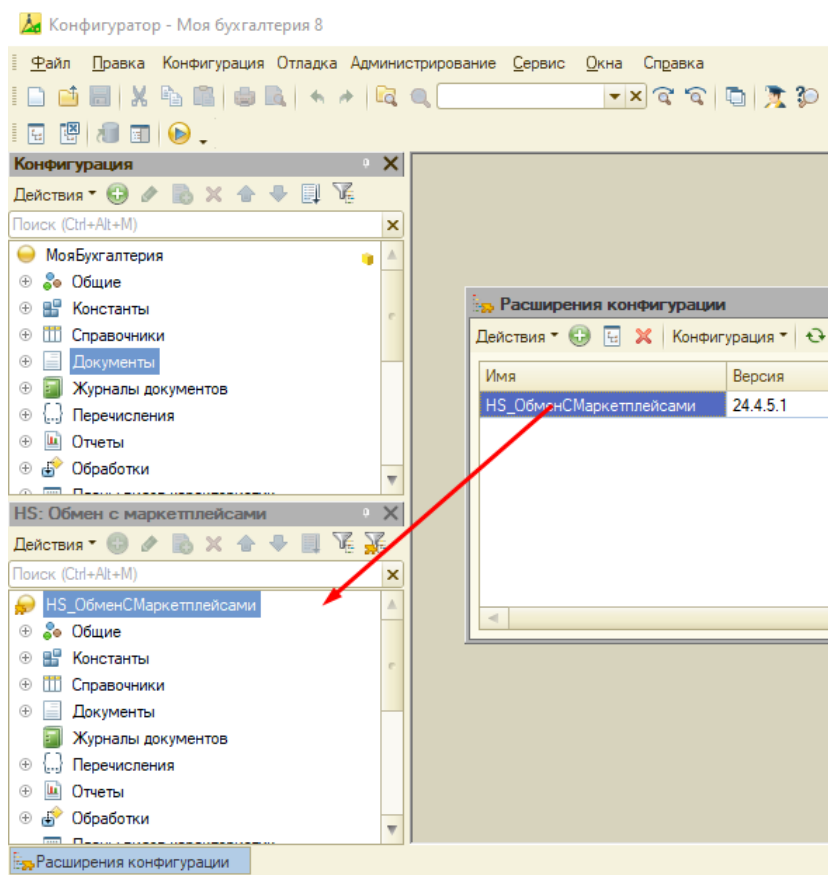 Конфигуратор - Моя бухгалтерия 8
Файл Правка Конфигурация Отладка Администрирование Сервис Окна Справка
Конфигурация
Действия
Поиск (Ctrl+Alt+M)
МояБухгалтерия
Общие
Константы
Справочники
Документы
Журналы документов
Перечисления
Отчеты
Обработки
HS: Обмен с маркетплейсами
Действия
Поиск (Ctrl+Alt+M)
HS_ОбменСМаркетплейсами
Общие
Константы
Справочники
Документы
Журналы документов
Перечисления
Отчеты
Обработки
Расширения конфигурации
Действия Конфигурация
Имя Версия
HS_ОбменСМаркетплейсами 24.4.5.1
Расширения конфигурации